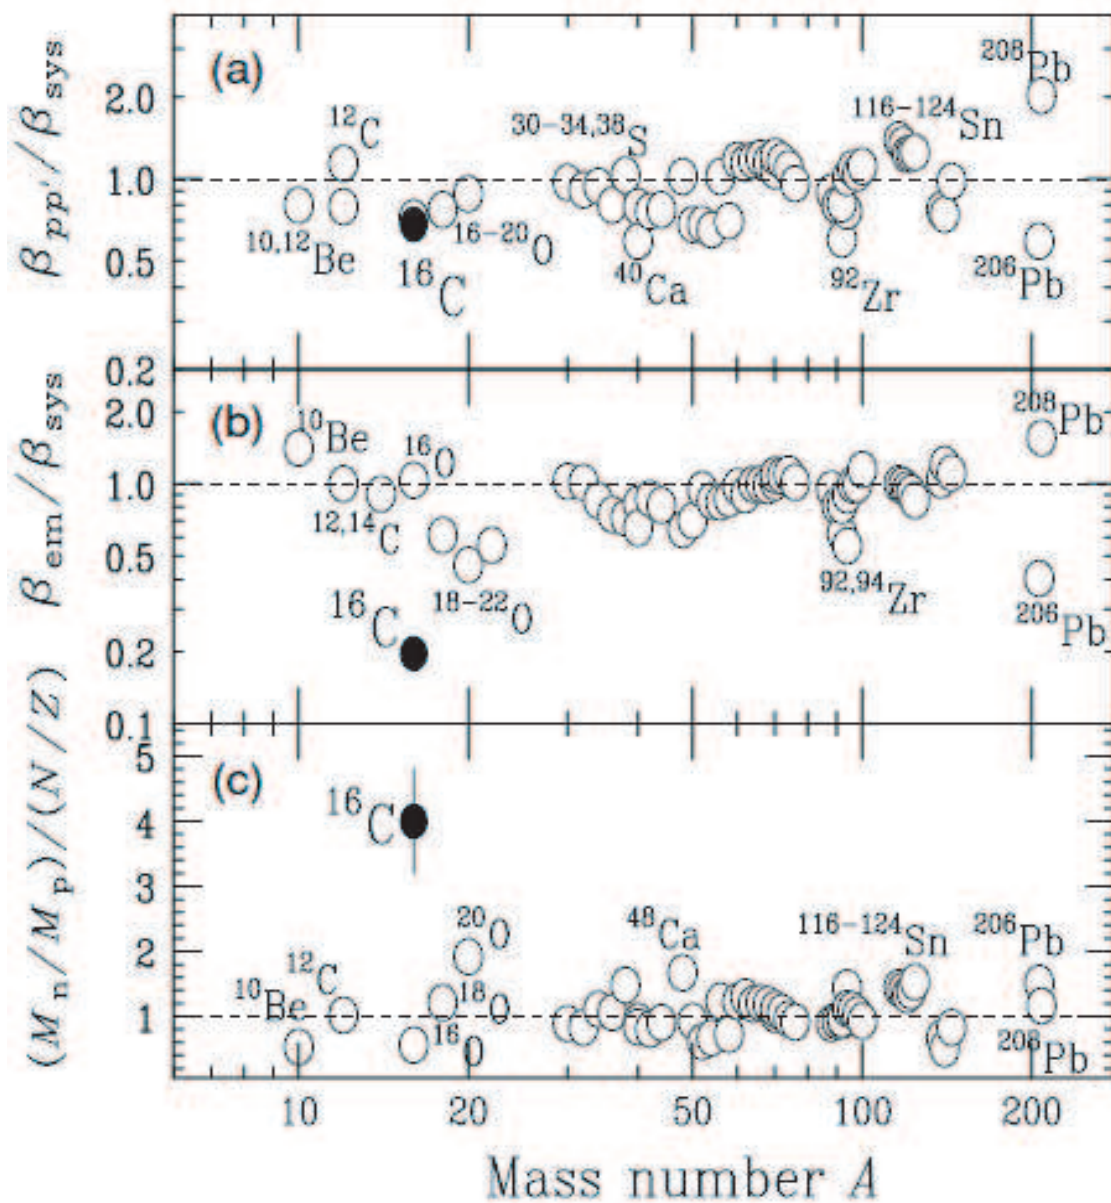 (a)
β_pp'/β_sys
2.0
1.0
0.5
0.2
¹²C
¹⁰,¹²Be
¹⁶C
¹⁶⁻²⁰O
³⁰⁻³⁴,³⁸S
⁴⁰Ca
⁹²Zr
¹¹⁶⁻¹²⁴Sn
²⁰⁸Pb
²⁰⁶Pb
(b)
β_em/β_sys
2.0
1.0
0.5
0.2
0.1
¹⁰Be
¹⁶O
¹²,¹⁴C
¹⁶C
¹⁸⁻²²O
⁹²,⁹⁴Zr
²⁰⁸Pb
²⁰⁶Pb
(c)
(M_n/M_p)/(N/Z)
5
4
3
2
1
¹⁶C
²⁰O
¹²C
¹⁰Be
¹⁸O
¹⁶O
⁴⁸Ca
¹¹⁶⁻¹²⁴Sn
²⁰⁶Pb
²⁰⁸Pb
10 20 50 100 200
Mass number A